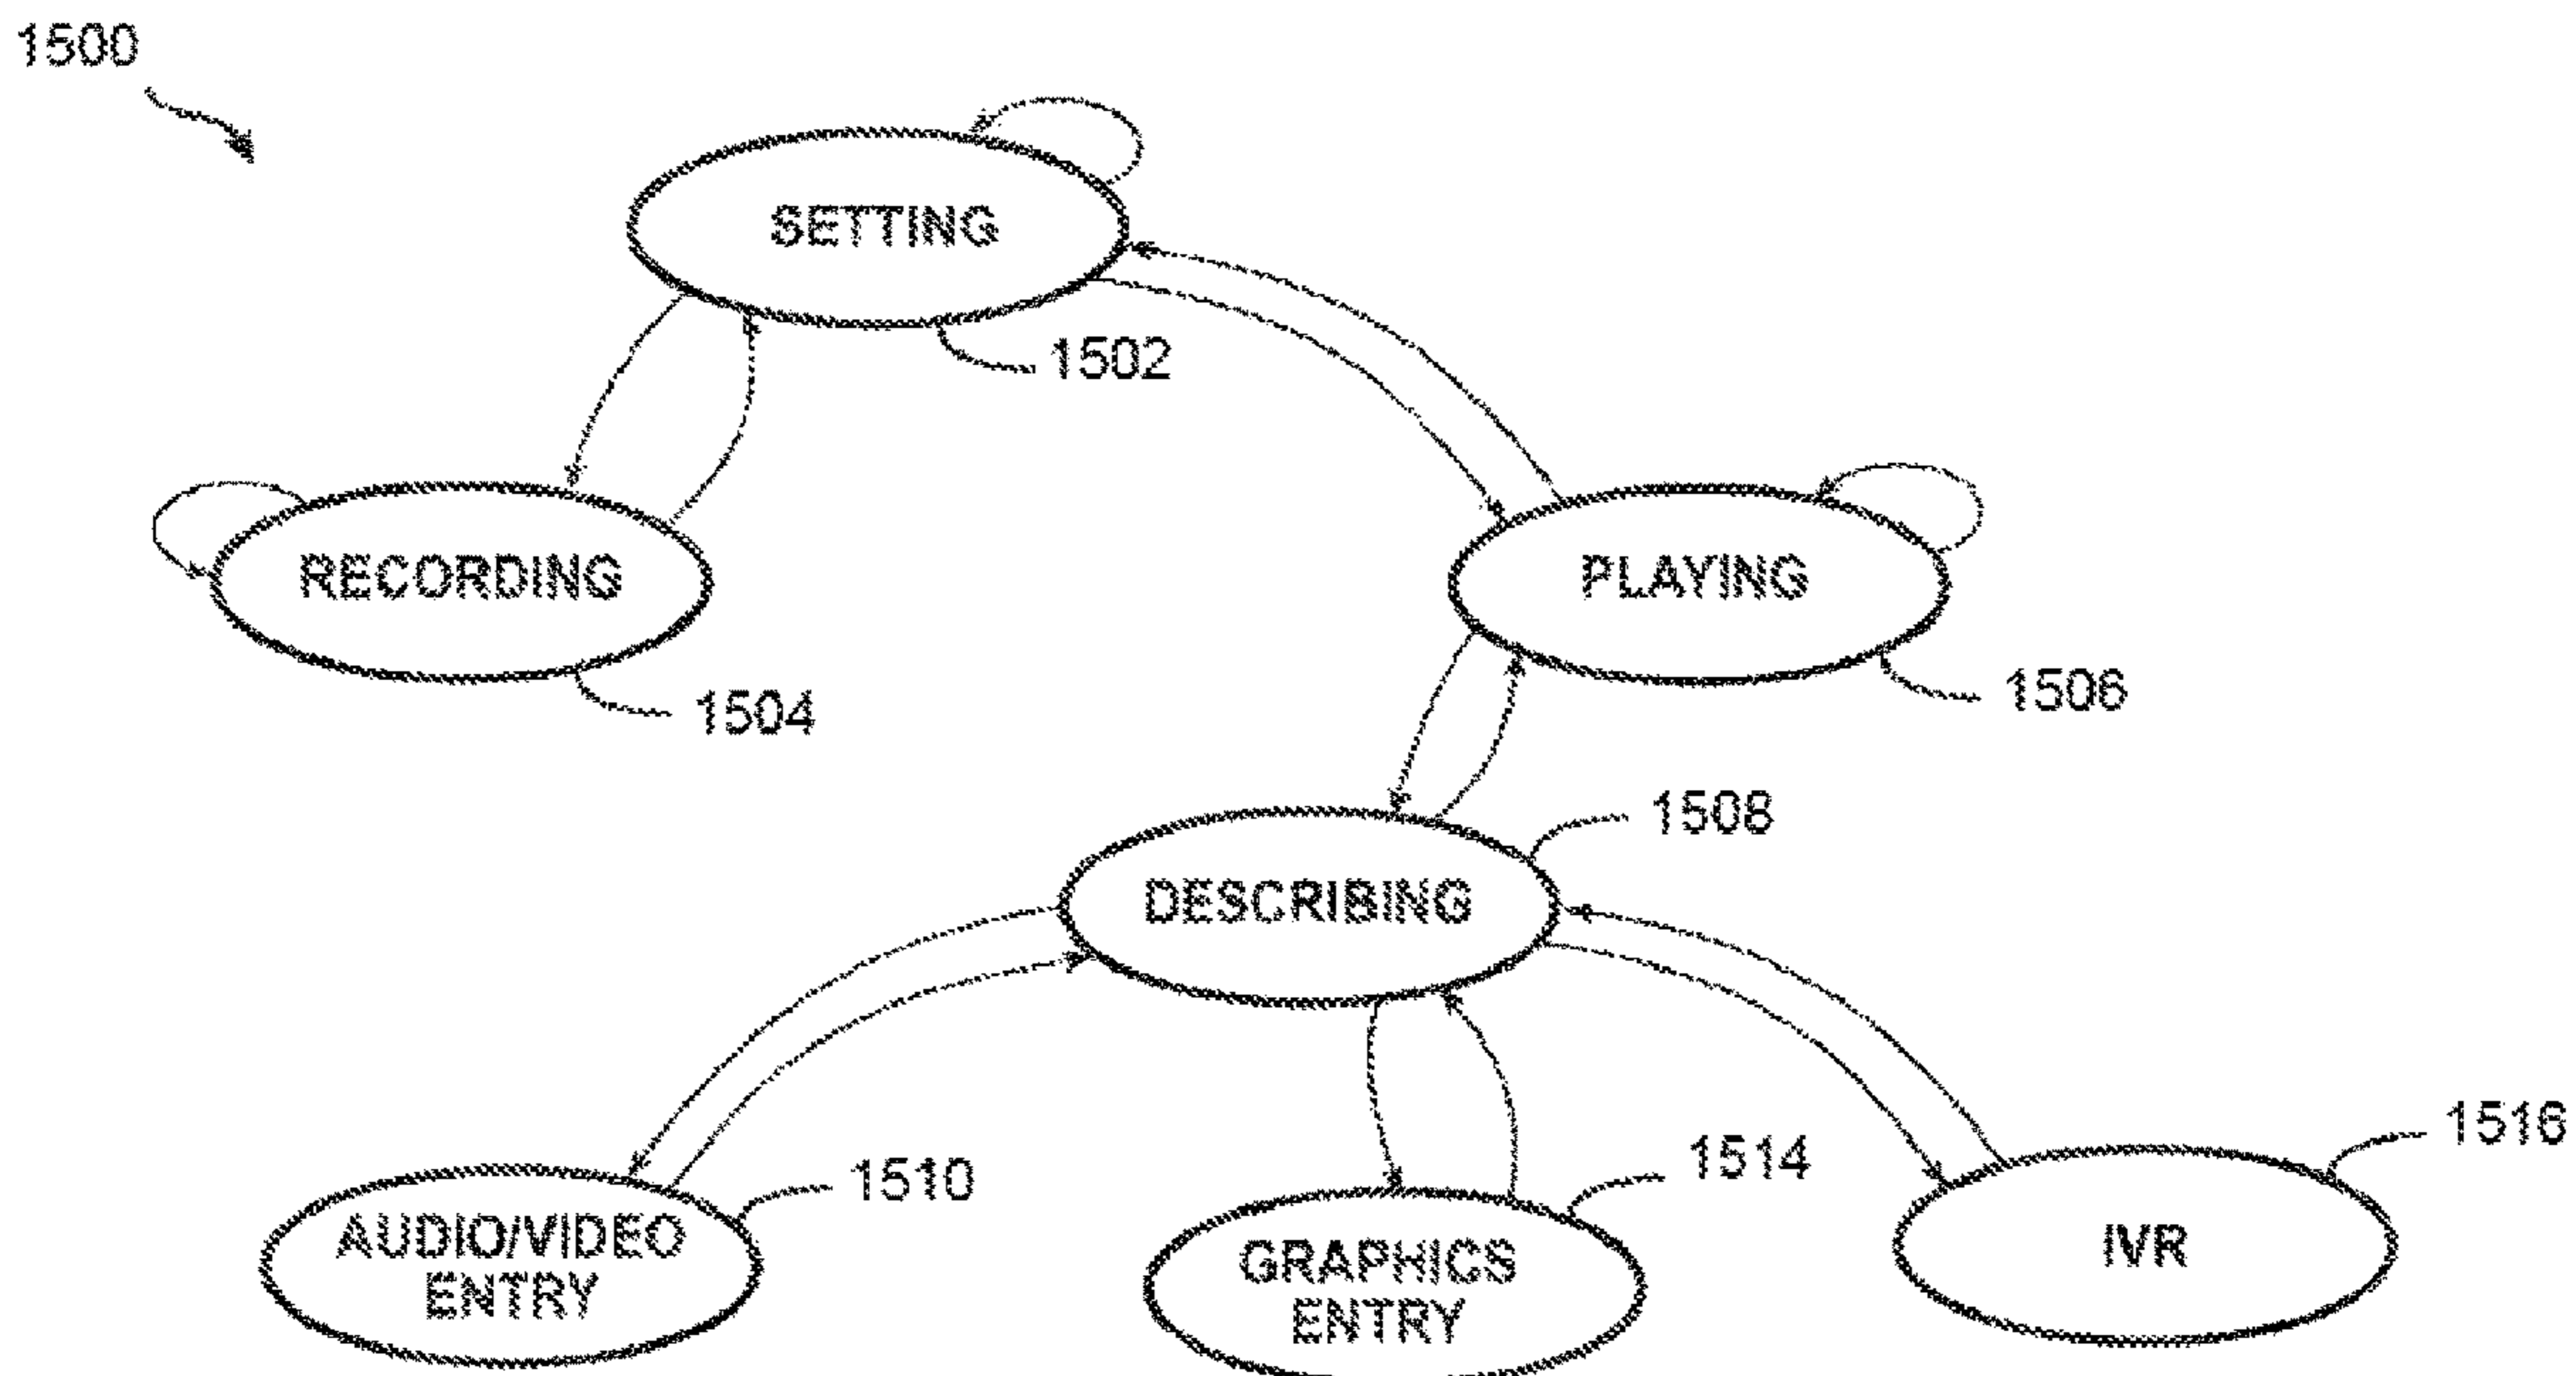 1500
SETTING
1502
RECORDING
1504
PLAYING
1506
DESCRIBING
1508
AUDIO/VIDEO
ENTRY
1510
GRAPHICS
ENTRY
1514
IVR
1516